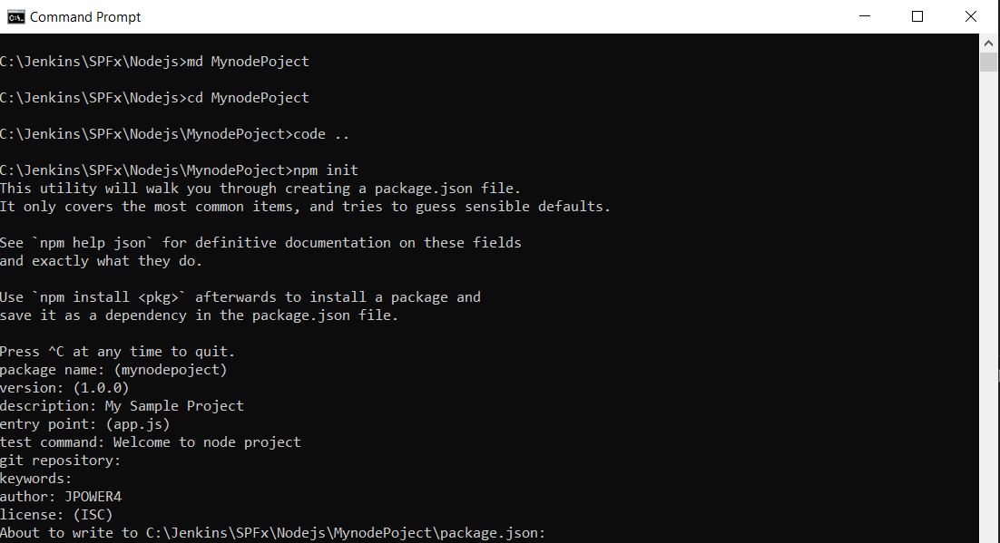 Command Prompt
C:\Jenkins\SPFx\Nodejs>md MynodePoject
C:\Jenkins\SPFx\Nodejs>cd MynodePoject
C:\Jenkins\SPFx\Nodejs\MynodePoject>code ..
C:\Jenkins\SPFx\Nodejs\MynodePoject>npm init
This utility will walk you through creating a package.json file.
It only covers the most common items, and tries to guess sensible defaults.
See `npm help json` for definitive documentation on these fields
and exactly what they do.
Use `npm install <pkg>` afterwards to install a package and
save it as a dependency in the package.json file.
Press ^C at any time to quit.
package name: (mynodepoject)
version: (1.0.0)
description: My Sample Project
entry point: (app.js)
test command: Welcome to node project
git repository:
keywords:
author: JPOWER4
license: (ISC)
About to write to C:\Jenkins\SPFx\Nodejs\MynodePoject\package.json: